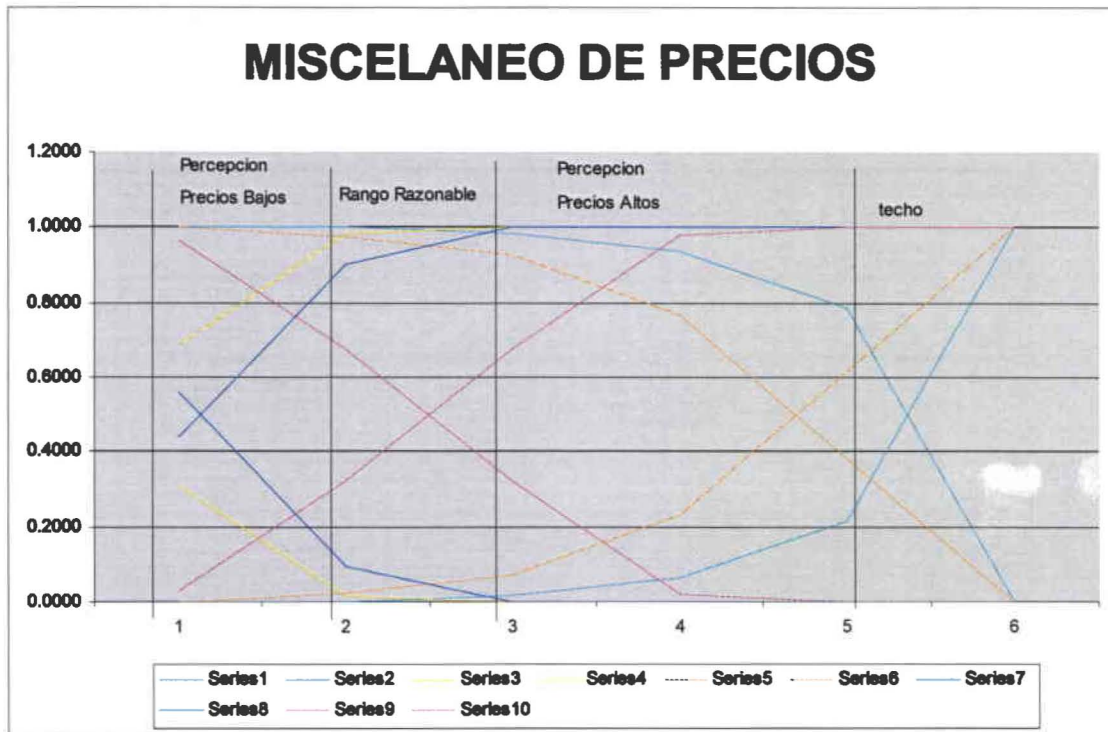 MISCELANEO DE PRECIOS
1.2000
1.0000
0.8000
0.6000
0.4000
0.2000
0.0000
Percepcion
Precios Bajos
Rango Razonable
Percepcion
Precios Altos
techo
1 2 3 4 5 6
Series1 Series2 Series3 Series4 Series5 Series6 Series7
Series8 Series9 Series10